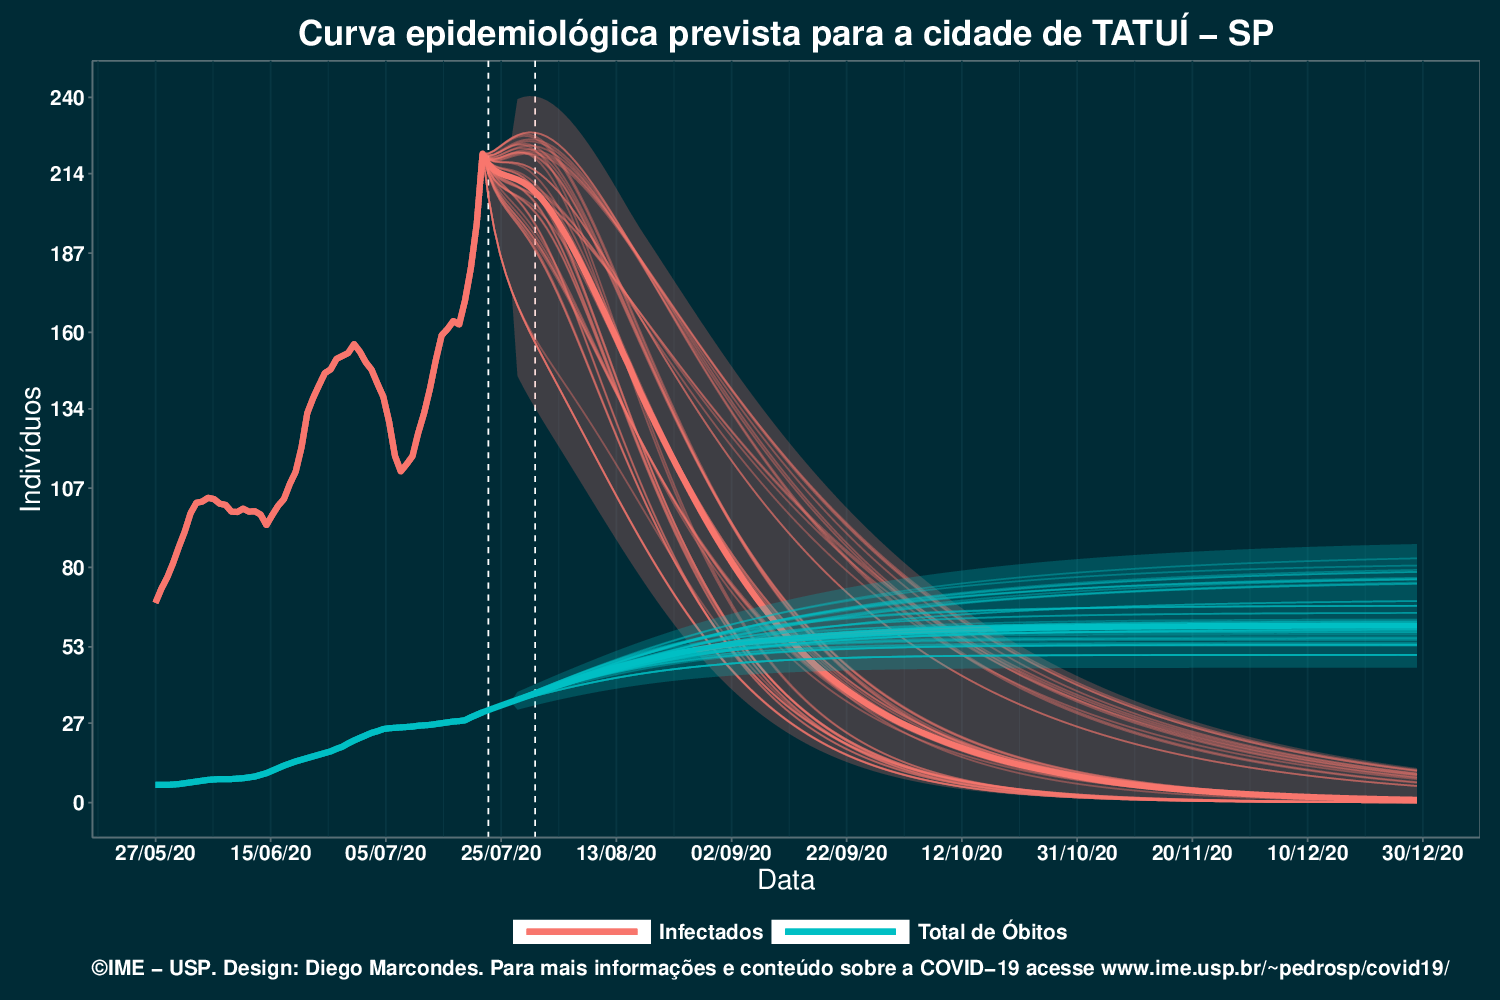 Curva epidemiológica prevista para a cidade de TATUÍ – SP
240
214
187
160
134
107
80
53
27
0
Indivíduos
27/05/20 15/06/20 05/07/20 25/07/20 13/08/20 02/09/20 22/09/20 12/10/20 31/10/20 20/11/20 10/12/20 30/12/20
Data
Infectados Total de Óbitos
©IME – USP. Design: Diego Marcondes. Para mais informações e conteúdo sobre a COVID–19 acesse www.ime.usp.br/~pedrosp/covid19/